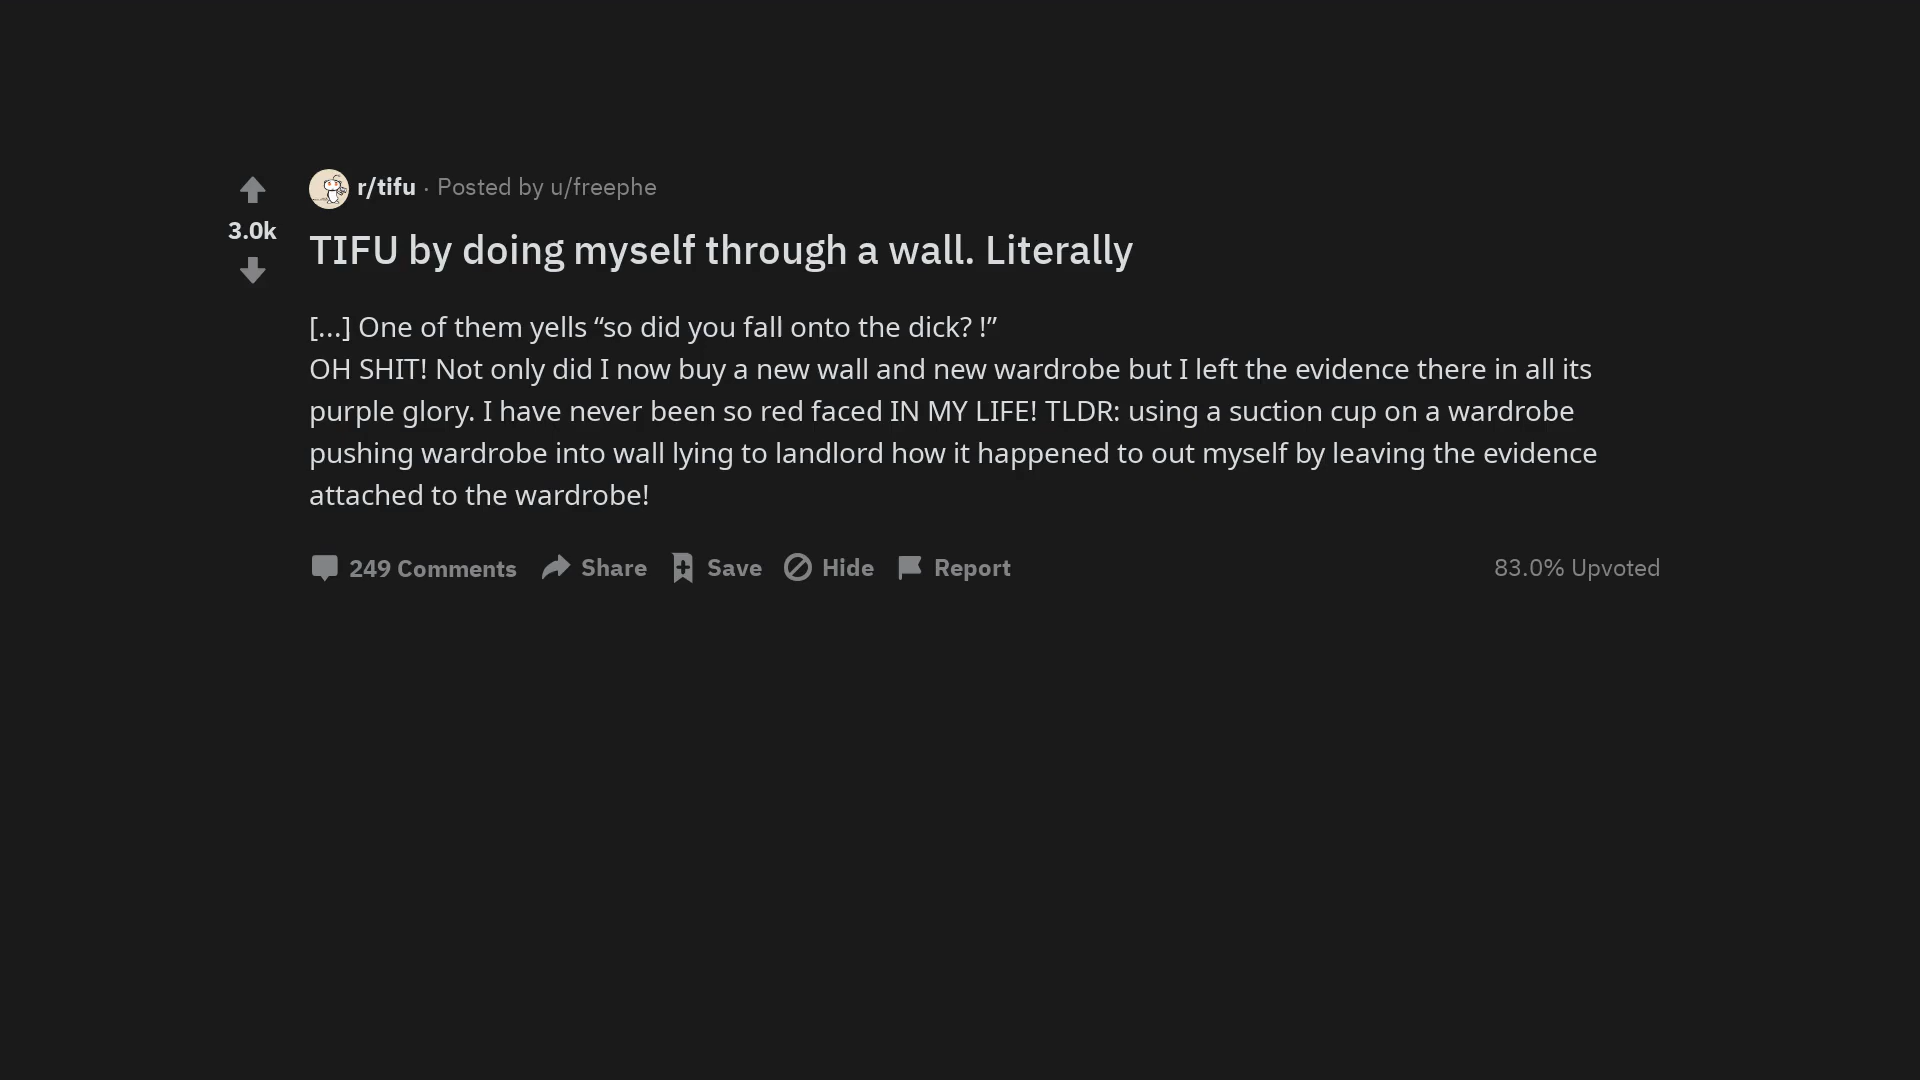 r/tifu · Posted by u/freephe
3.0k
TIFU by doing myself through a wall. Literally
[...] One of them yells “so did you fall onto the dick? !”
OH SHIT! Not only did I now buy a new wall and new wardrobe but I left the evidence there in all its
purple glory. I have never been so red faced IN MY LIFE! TLDR: using a suction cup on a wardrobe
pushing wardrobe into wall lying to landlord how it happened to out myself by leaving the evidence
attached to the wardrobe!
249 Comments Share Save Hide Report 83.0% Upvoted